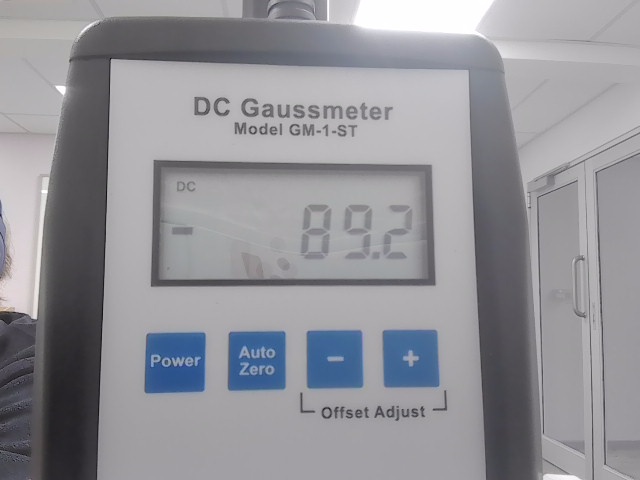 DC Gaussmeter
Model GM-1-ST
DC
-89.2
Power
Auto
Zero
-
+
Offset Adjust